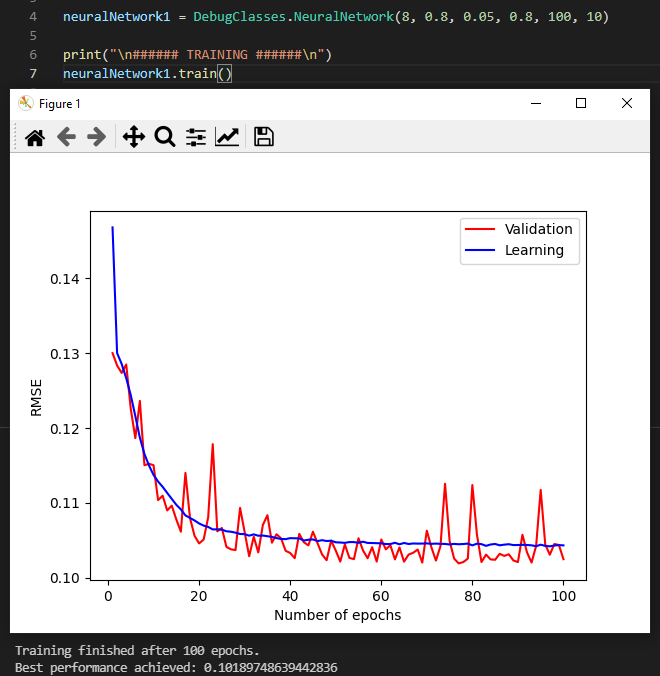 4 neuralNetwork1 = DebugClasses.NeuralNetwork(8, 0.8, 0.05, 0.8, 100, 10)
5
6 print("\n###### TRAINING ######\n")
7 neuralNetwork1.train()
Figure 1
Validation
Learning
0.14
0.13
0.12
0.11
0.10
RMSE
0 20 40 60 80 100
Number of epochs
Training finished after 100 epochs.
Best performance achieved: 0.10189748639442836